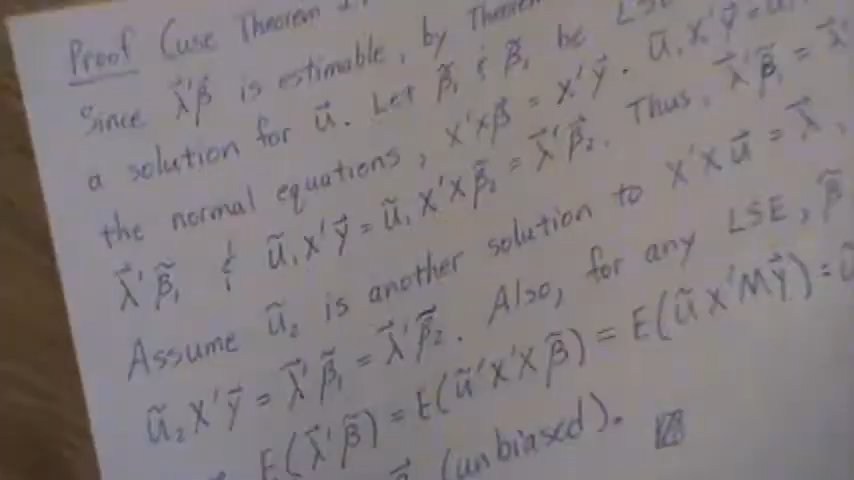 Proof (use Theorem
Since λ⃗'β⃗ is estimable, by Theorem
a solution for u⃗. Let β̃₁ & β̃₂ be LSE
the normal equations, X'Xβ̃ = X'Y⃗. ũ₁X'Y⃗ =
λ⃗'β̃₁ & ũ₁X'Y⃗ = ũ₁X'Xβ̃₂ = λ⃗'β̃₂. Thus, λ⃗'β̃₁ = λ⃗'
Assume ũ₂ is another solution to X'Xu⃗ = λ⃗,
ũ₂X'Y⃗ = λ⃗'β̃₁ = λ⃗'β̃₂. Also, for any LSE, β̃
E(λ⃗'β̃) = E(ũ'X'Xβ̃) = E(ũX'MY⃗) =
(unbiased).